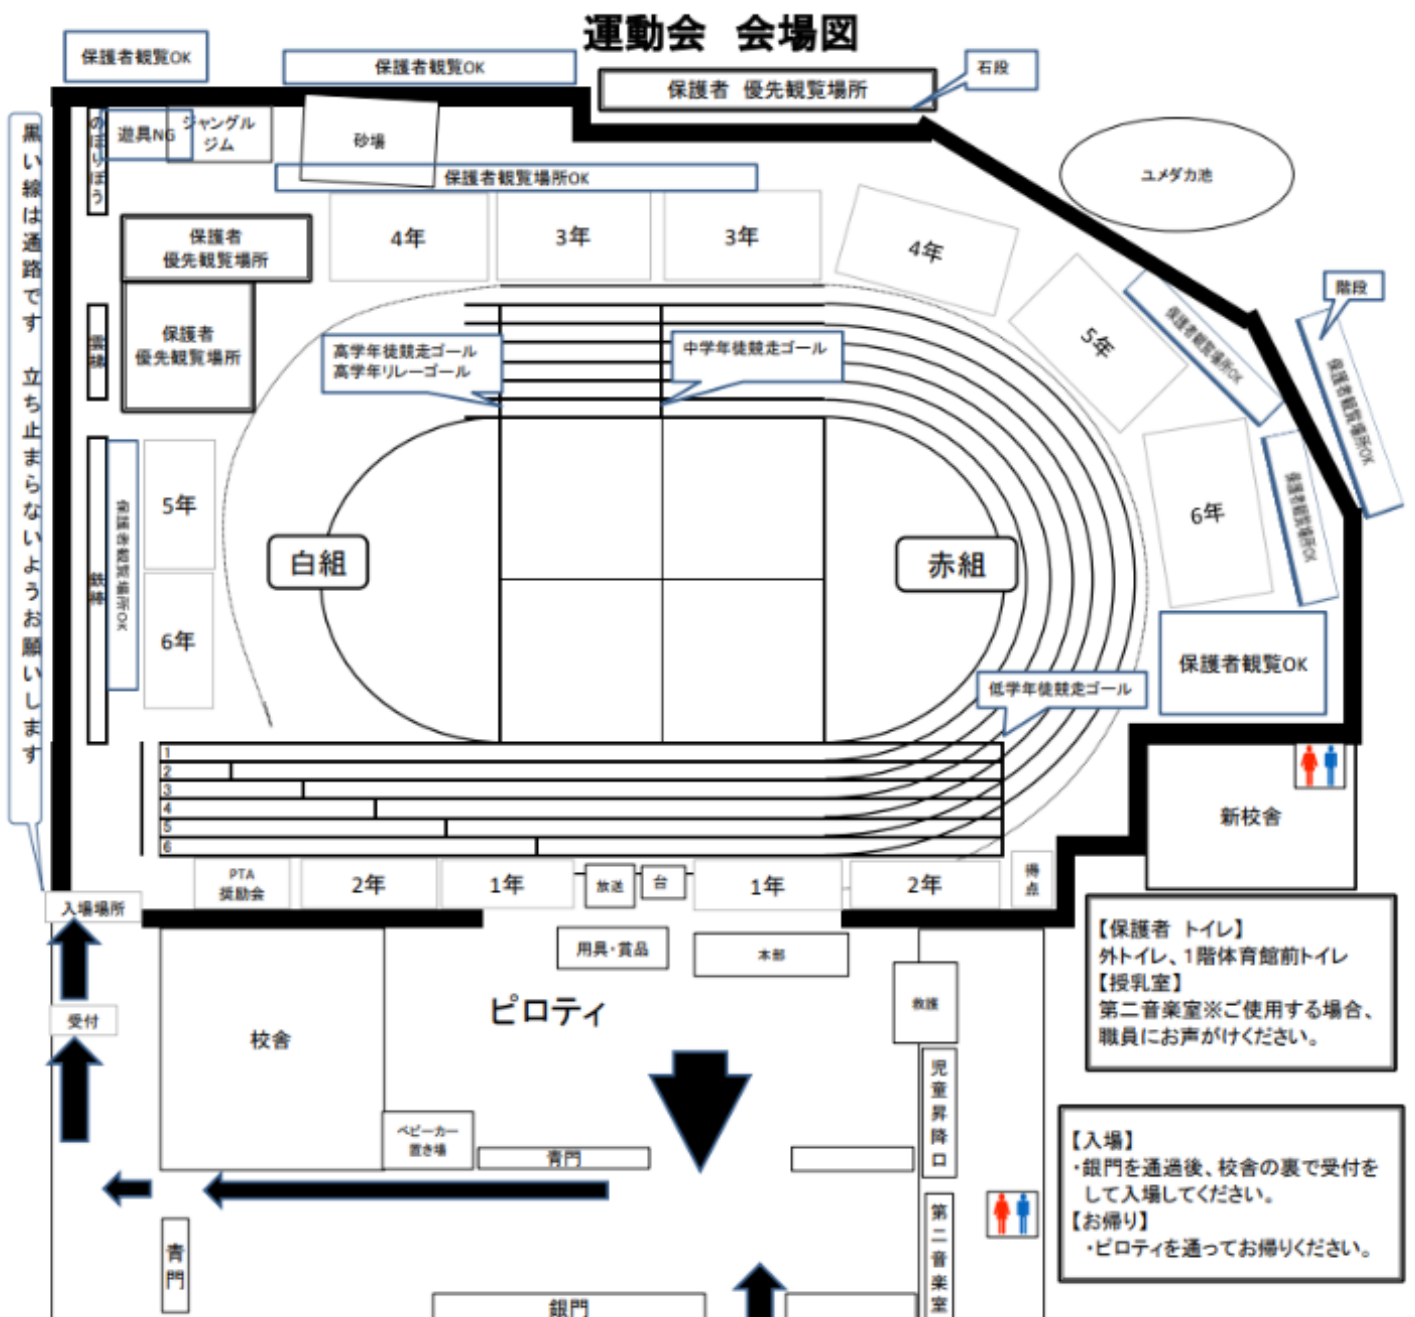 運動会 会場図
保護者観覧OK
保護者観覧OK
保護者 優先観覧場所
石段
黒い線は通路です 立ち止まらないようお願いします
のぼりぼう
遊具NG
ジャングル
ジム
砂場
保護者観覧場所OK
ユメダカ池
保護者
優先観覧場所
4年
3年
3年
4年
階段
雲梯
保護者
優先観覧場所
高学年徒競走ゴール
高学年リレーゴール
中学年徒競走ゴール
5年
保護者観覧場所OK
保護者観覧場所OK
鉄棒
保護者観覧場所OK
5年
6年
白組
赤組
6年
保護者観覧場所OK
保護者観覧OK
低学年徒競走ゴール
1
2
3
4
5
6
新校舎
PTA
奨励会
2年
1年
放送
台
1年
2年
得点
入場場所
用具・賞品
本部
ピロティ
救護
受付
校舎
【保護者 トイレ】
外トイレ、1階体育館前トイレ
【授乳室】
第二音楽室※ご使用する場合、
職員にお声がけください。
児童昇降口
ベビーカー
置き場
青門
【入場】
・銀門を通過後、校舎の裏で受付を
して入場してください。
【お帰り】
・ピロティを通ってお帰りください。
青門
第二音楽室
銀門